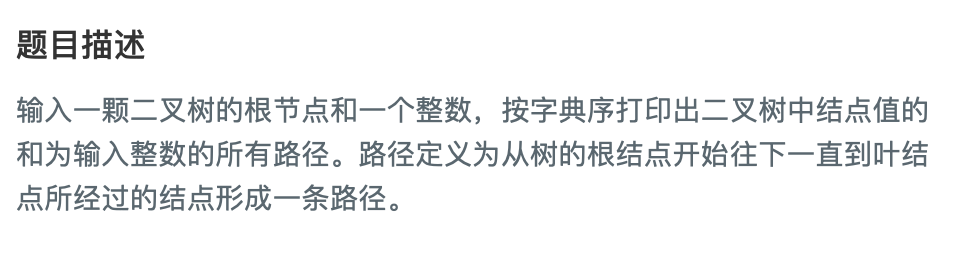 题目描述
输入一颗二叉树的根节点和一个整数，按字典序打印出二叉树中结点值的
和为输入整数的所有路径。路径定义为从树的根结点开始往下一直到叶结
点所经过的结点形成一条路径。